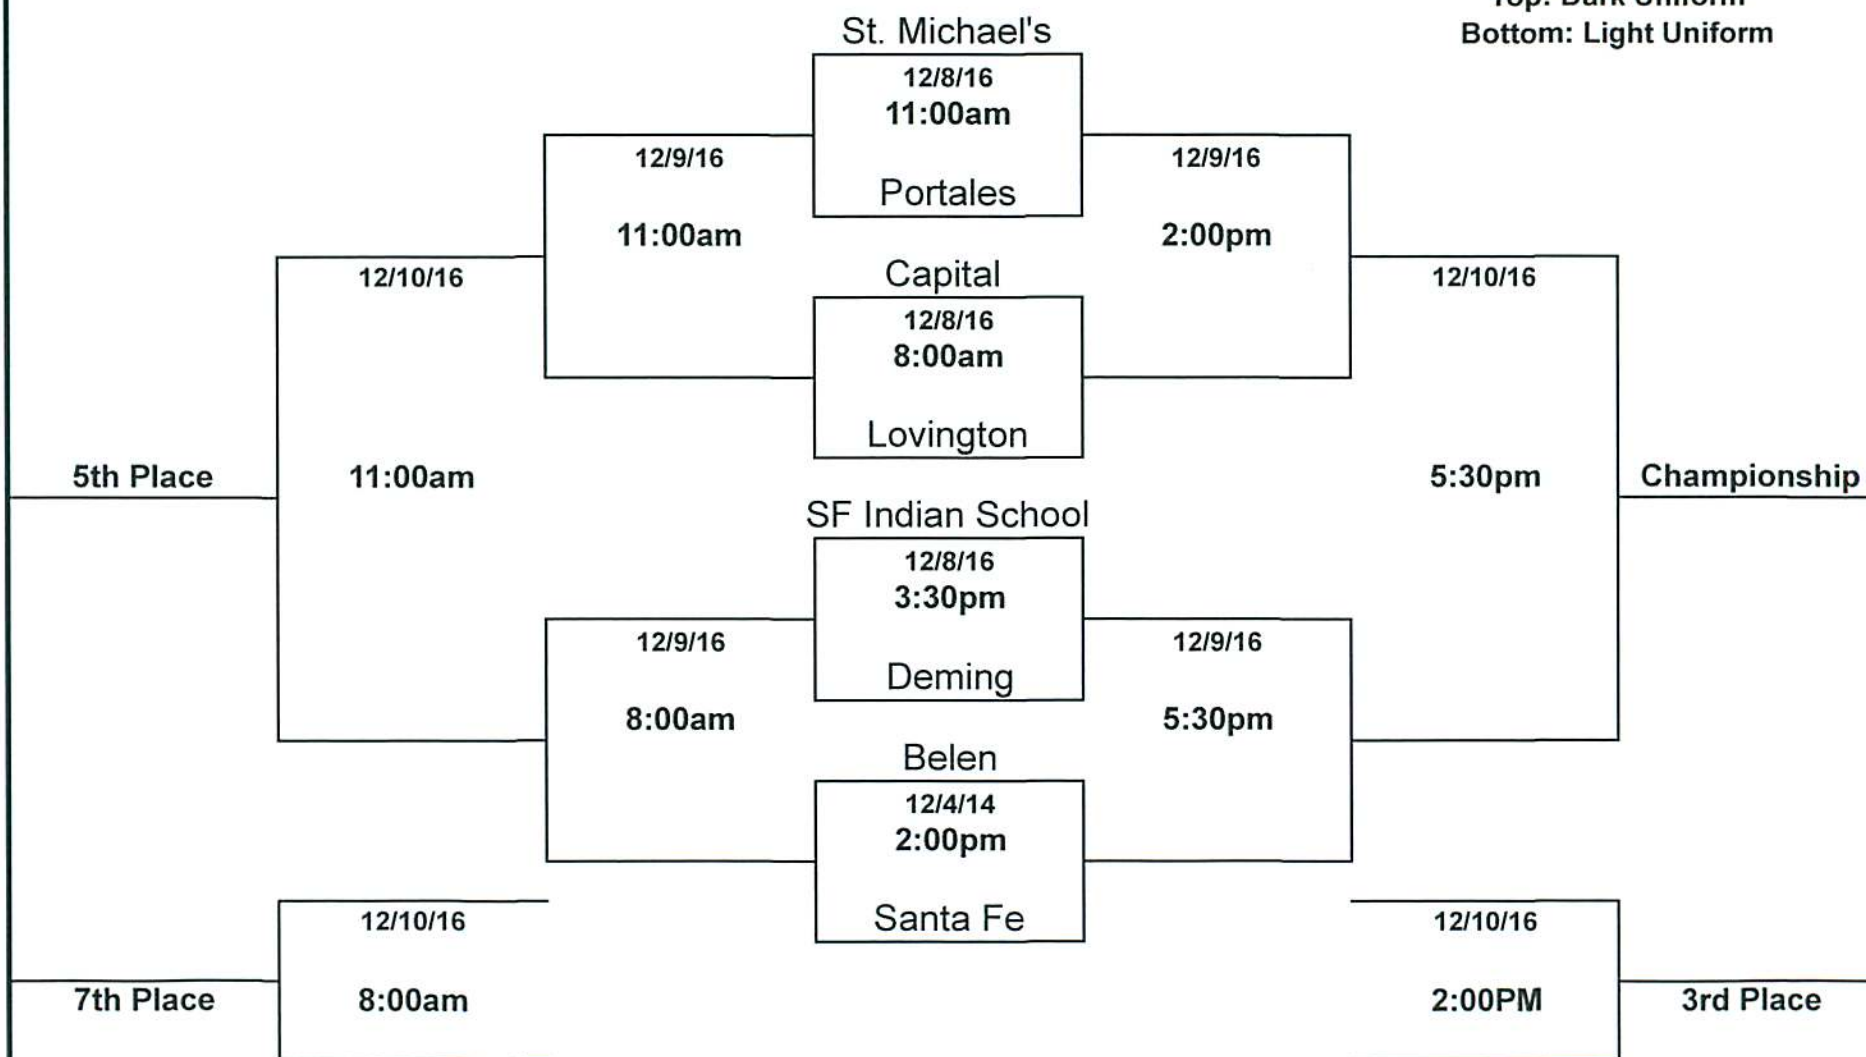 Top: Dark Uniform
Bottom: Light Uniform
St. Michael's
12/8/16
11:00am
Portales
12/9/16
11:00am
12/9/16
2:00pm
Capital
12/8/16
8:00am
Lovington
12/10/16
11:00am
5th Place
12/10/16
5:30pm
Championship
SF Indian School
12/8/16
3:30pm
Deming
12/9/16
8:00am
12/9/16
5:30pm
Belen
12/4/14
2:00pm
Santa Fe
12/10/16
8:00am
7th Place
12/10/16
2:00PM
3rd Place